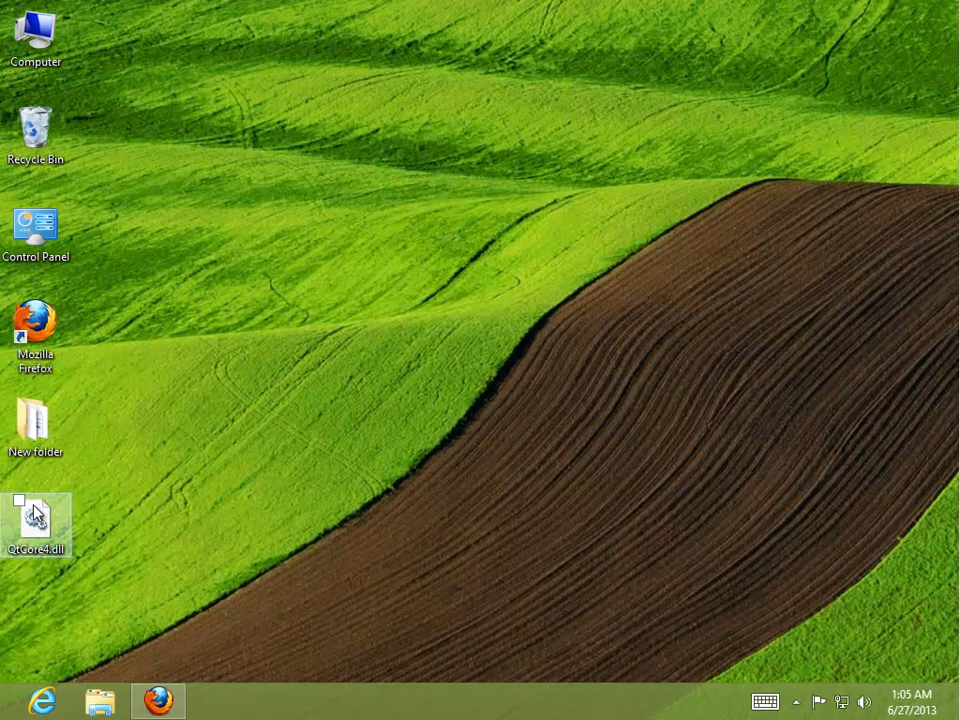 Computer
Recycle Bin
Control Panel
Mozilla
Firefox
New folder
QtCore4.dll
1:05 AM
6/27/2013